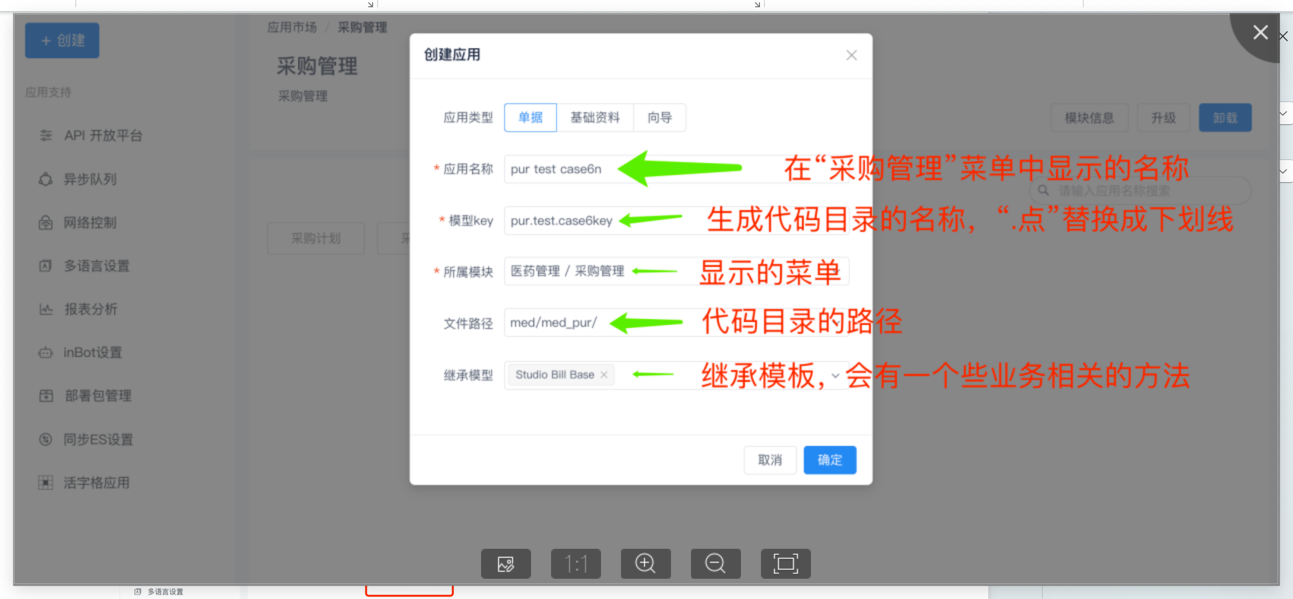 + 创建
应用市场 / 采购管理
采购管理
采购管理
应用支持
API 开放平台
异步队列
网络控制
多语言设置
报表分析
inBot设置
部署包管理
同步ES设置
活字格应用
模块信息
升级
卸载
请输入应用名称搜索
采购计划
采
创建应用
应用类型 单据 基础资料 向导
* 应用名称 pur test case6n
在“采购管理”菜单中显示的名称
* 模型key pur.test.case6key
生成代码目录的名称，“.点”替换成下划线
* 所属模块 医药管理 / 采购管理
显示的菜单
文件路径 med/med_pur/
代码目录的路径
继承模型 Studio Bill Base ×
继承模板，会有一个些业务相关的方法
取消 确定
1:1
多语言设置